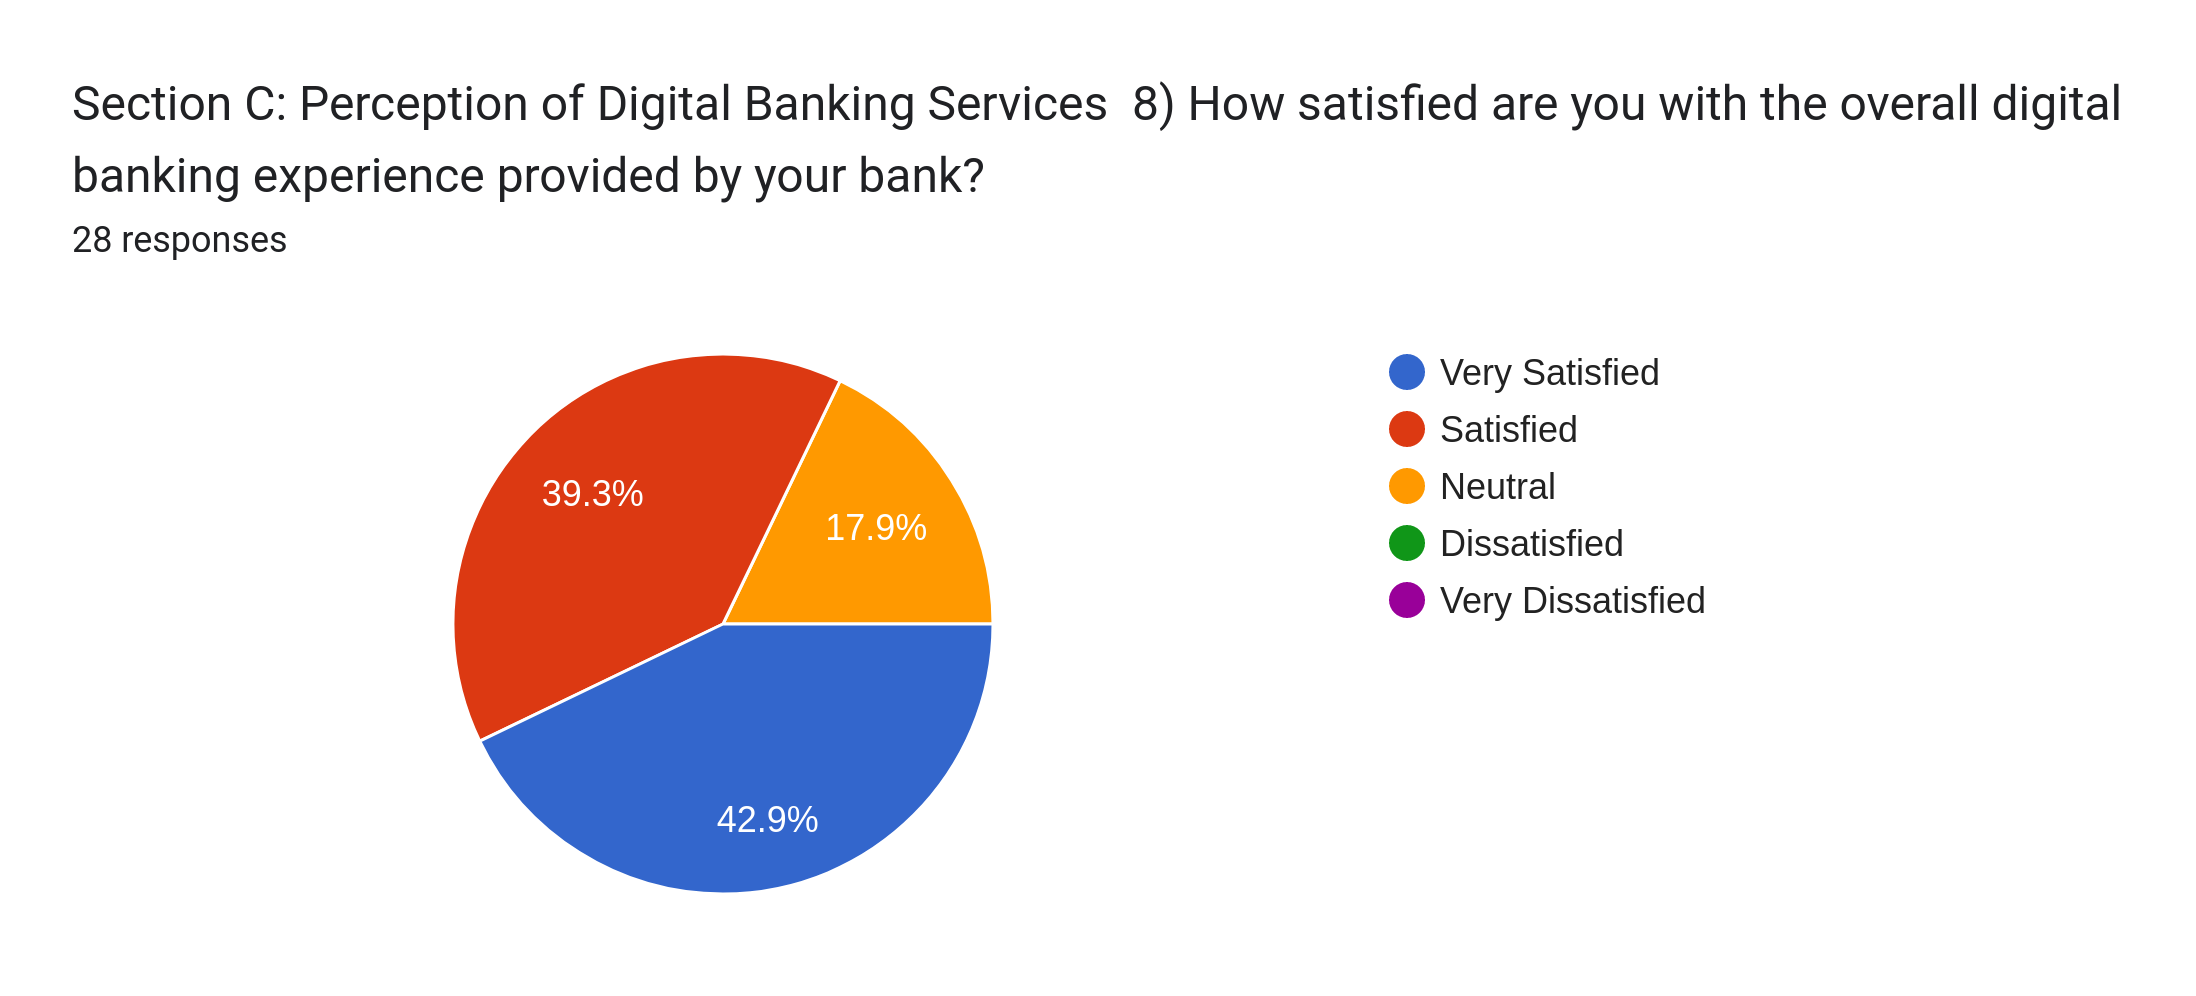 Section C: Perception of Digital Banking Services  8) How satisfied are you with the overall digital
banking experience provided by your bank?
28 responses
39.3%
17.9%
42.9%
Very Satisfied
Satisfied
Neutral
Dissatisfied
Very Dissatisfied